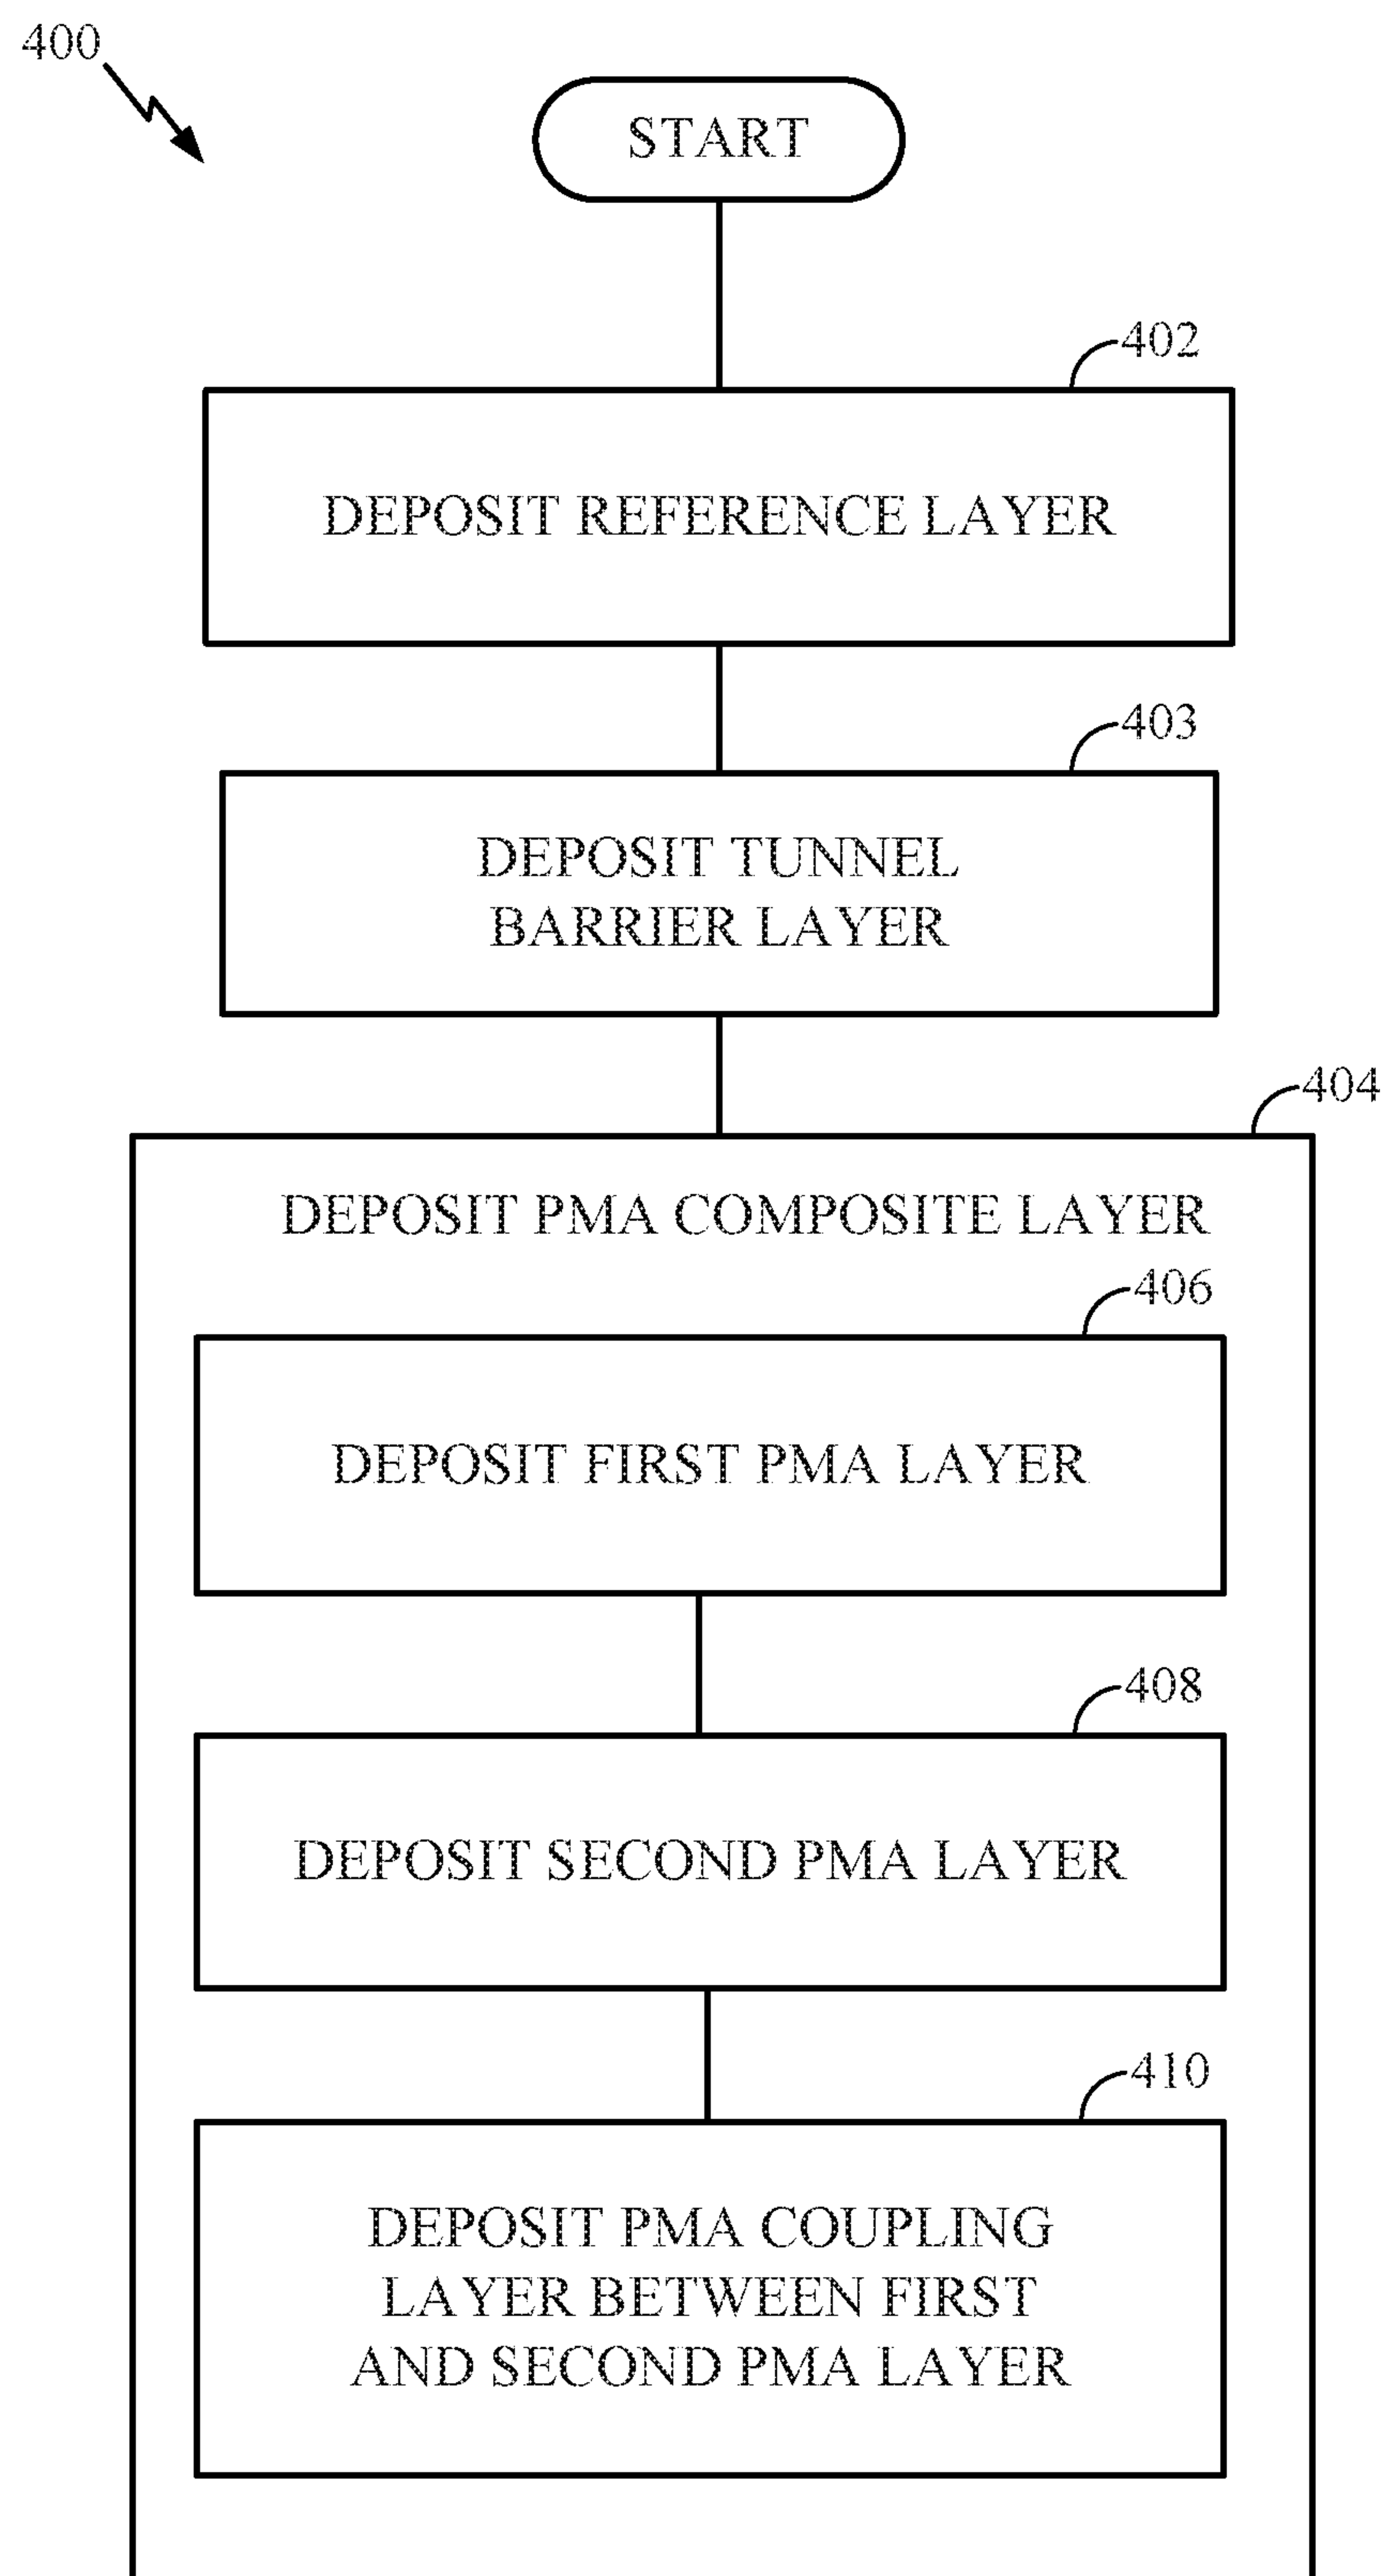 400
START
402
DEPOSIT REFERENCE LAYER
403
DEPOSIT TUNNEL
BARRIER LAYER
404
DEPOSIT PMA COMPOSITE LAYER
406
DEPOSIT FIRST PMA LAYER
408
DEPOSIT SECOND PMA LAYER
410
DEPOSIT PMA COUPLING
LAYER BETWEEN FIRST
AND SECOND PMA LAYER